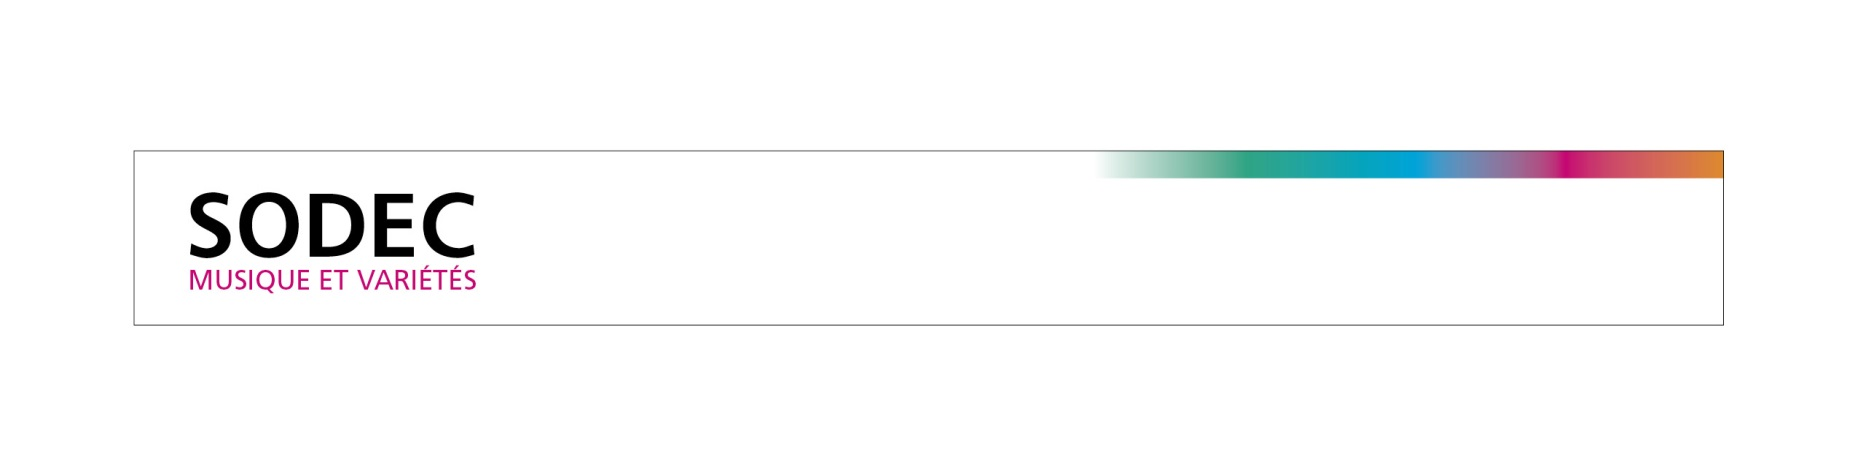 SODEC
MUSIQUE ET VARIÉTÉS